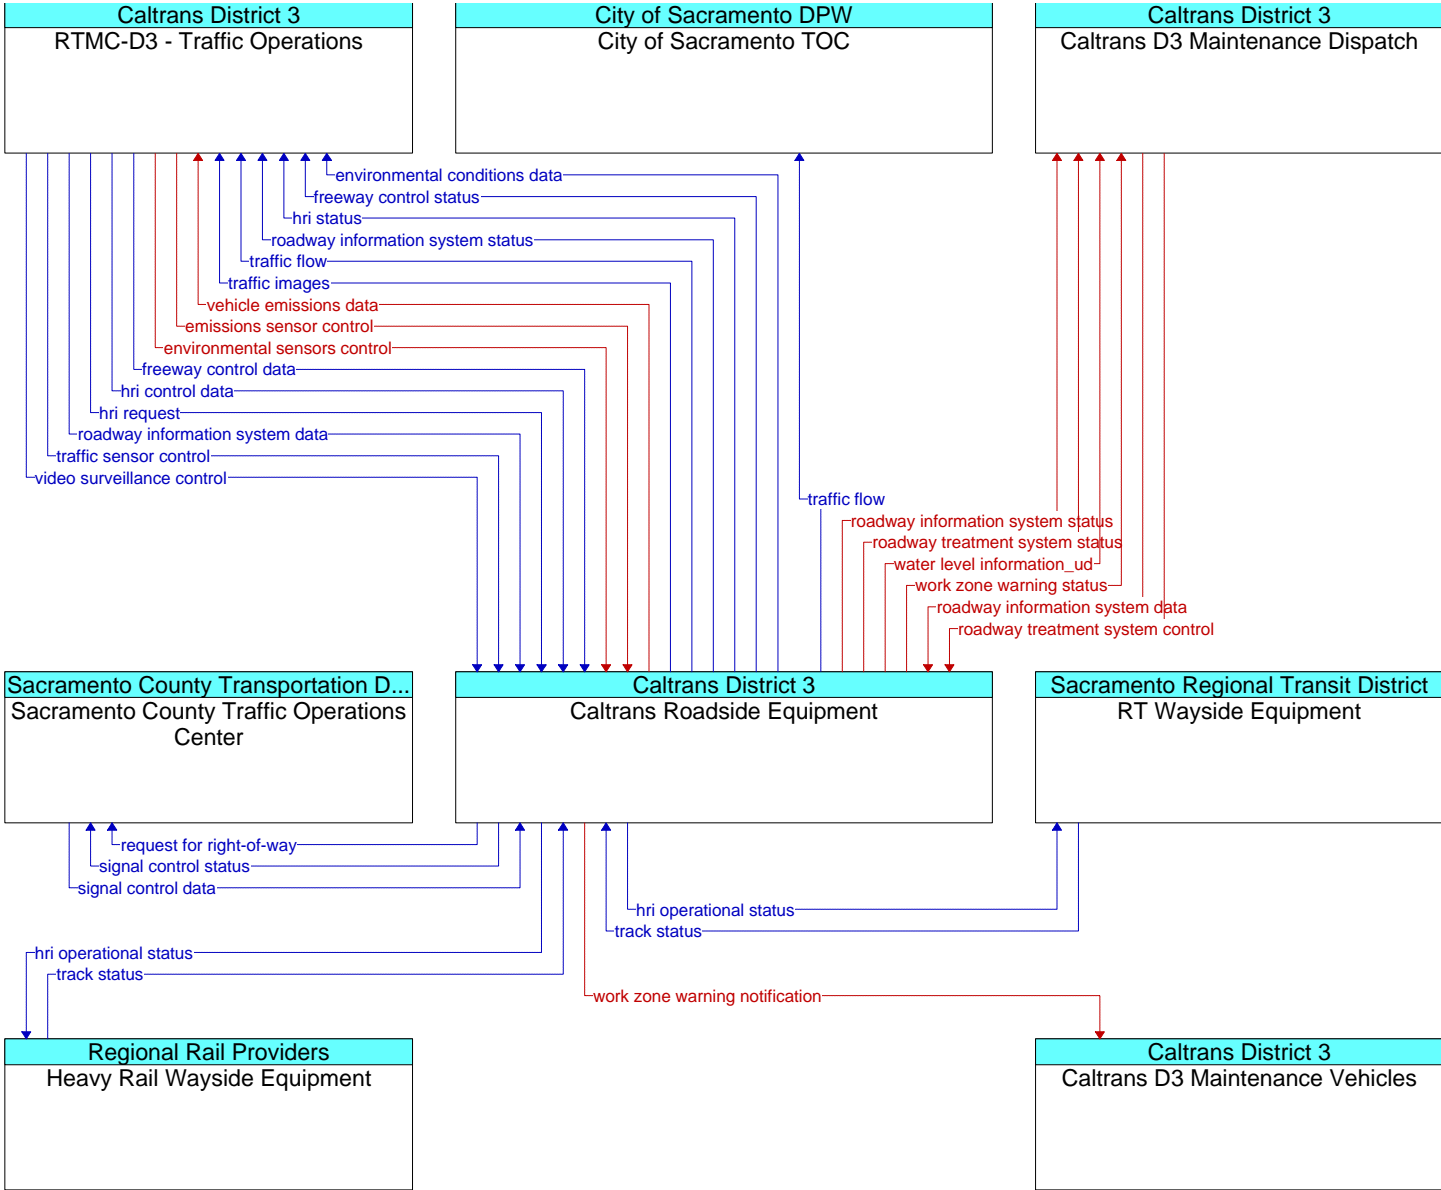 Caltrans District 3
RTMC-D3 - Traffic Operations
City of Sacramento DPW
City of Sacramento TOC
Caltrans District 3
Caltrans D3 Maintenance Dispatch
environmental conditions data
freeway control status
hri status
roadway information system status
traffic flow
traffic images
vehicle emissions data
emissions sensor control
environmental sensors control
freeway control data
hri control data
hri request
roadway information system data
traffic sensor control
video surveillance control
traffic flow
roadway information system status
roadway treatment system status
water level information_ud
work zone warning status
roadway information system data
roadway treatment system control
Sacramento County Transportation D...
Sacramento County Traffic Operations
Center
Caltrans District 3
Caltrans Roadside Equipment
Sacramento Regional Transit District
RT Wayside Equipment
request for right-of-way
signal control status
signal control data
hri operational status
track status
hri operational status
track status
work zone warning notification
Regional Rail Providers
Heavy Rail Wayside Equipment
Caltrans District 3
Caltrans D3 Maintenance Vehicles